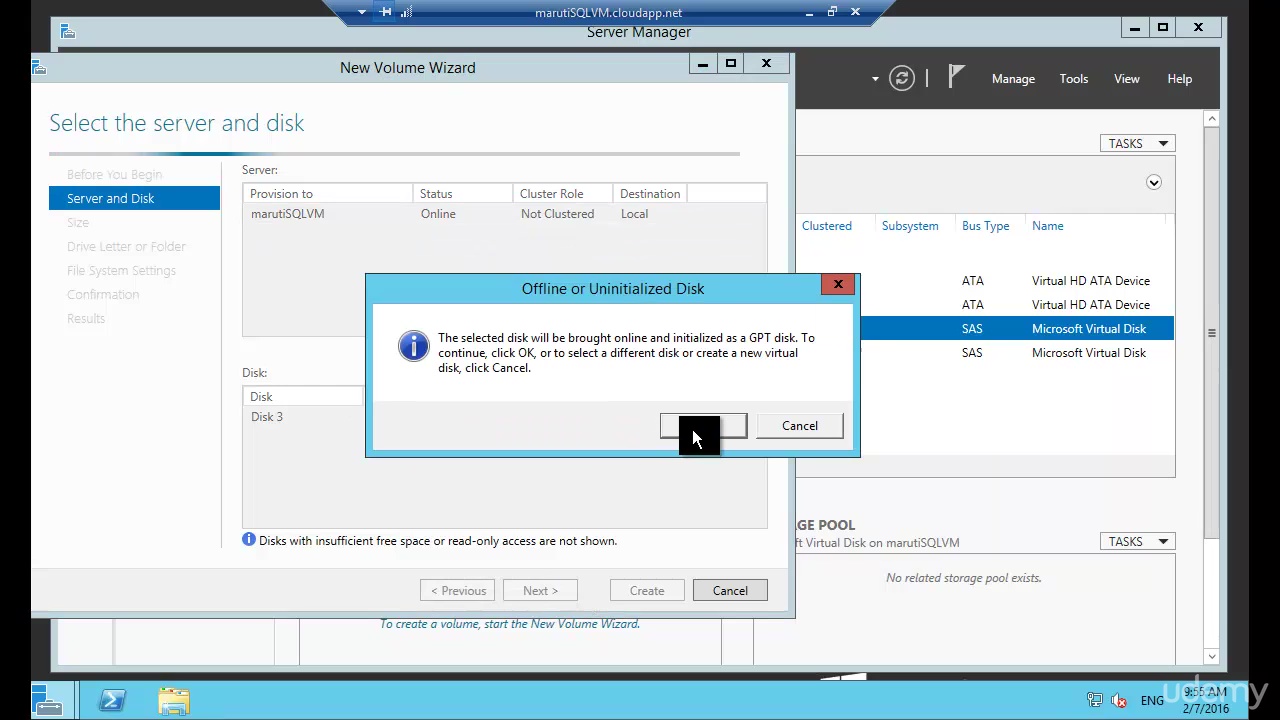 marutiSQLVM.cloudapp.net
Server Manager
New Volume Wizard
Manage Tools View Help
Select the server and disk
TASKS
Before You Begin
Server and Disk
Size
Drive Letter or Folder
File System Settings
Confirmation
Results
Server:
Provision to Status Cluster Role Destination
marutiSQLVM Online Not Clustered Local
Clustered Subsystem Bus Type Name
ATA Virtual HD ATA Device
ATA Virtual HD ATA Device
SAS Microsoft Virtual Disk
SAS Microsoft Virtual Disk
Offline or Uninitialized Disk
The selected disk will be brought online and initialized as a GPT disk. To
continue, click OK, or to select a different disk or create a new virtual
disk, click Cancel.
Cancel
Disk:
Disk
Disk 3
Disks with insufficient free space or read-only access are not shown.
< Previous Next > Create Cancel
AGE POOL
ft Virtual Disk on marutiSQLVM
TASKS
No related storage pool exists.
To create a volume, start the New Volume Wizard.
ENG
9:55 AM
2/7/2016
udemy